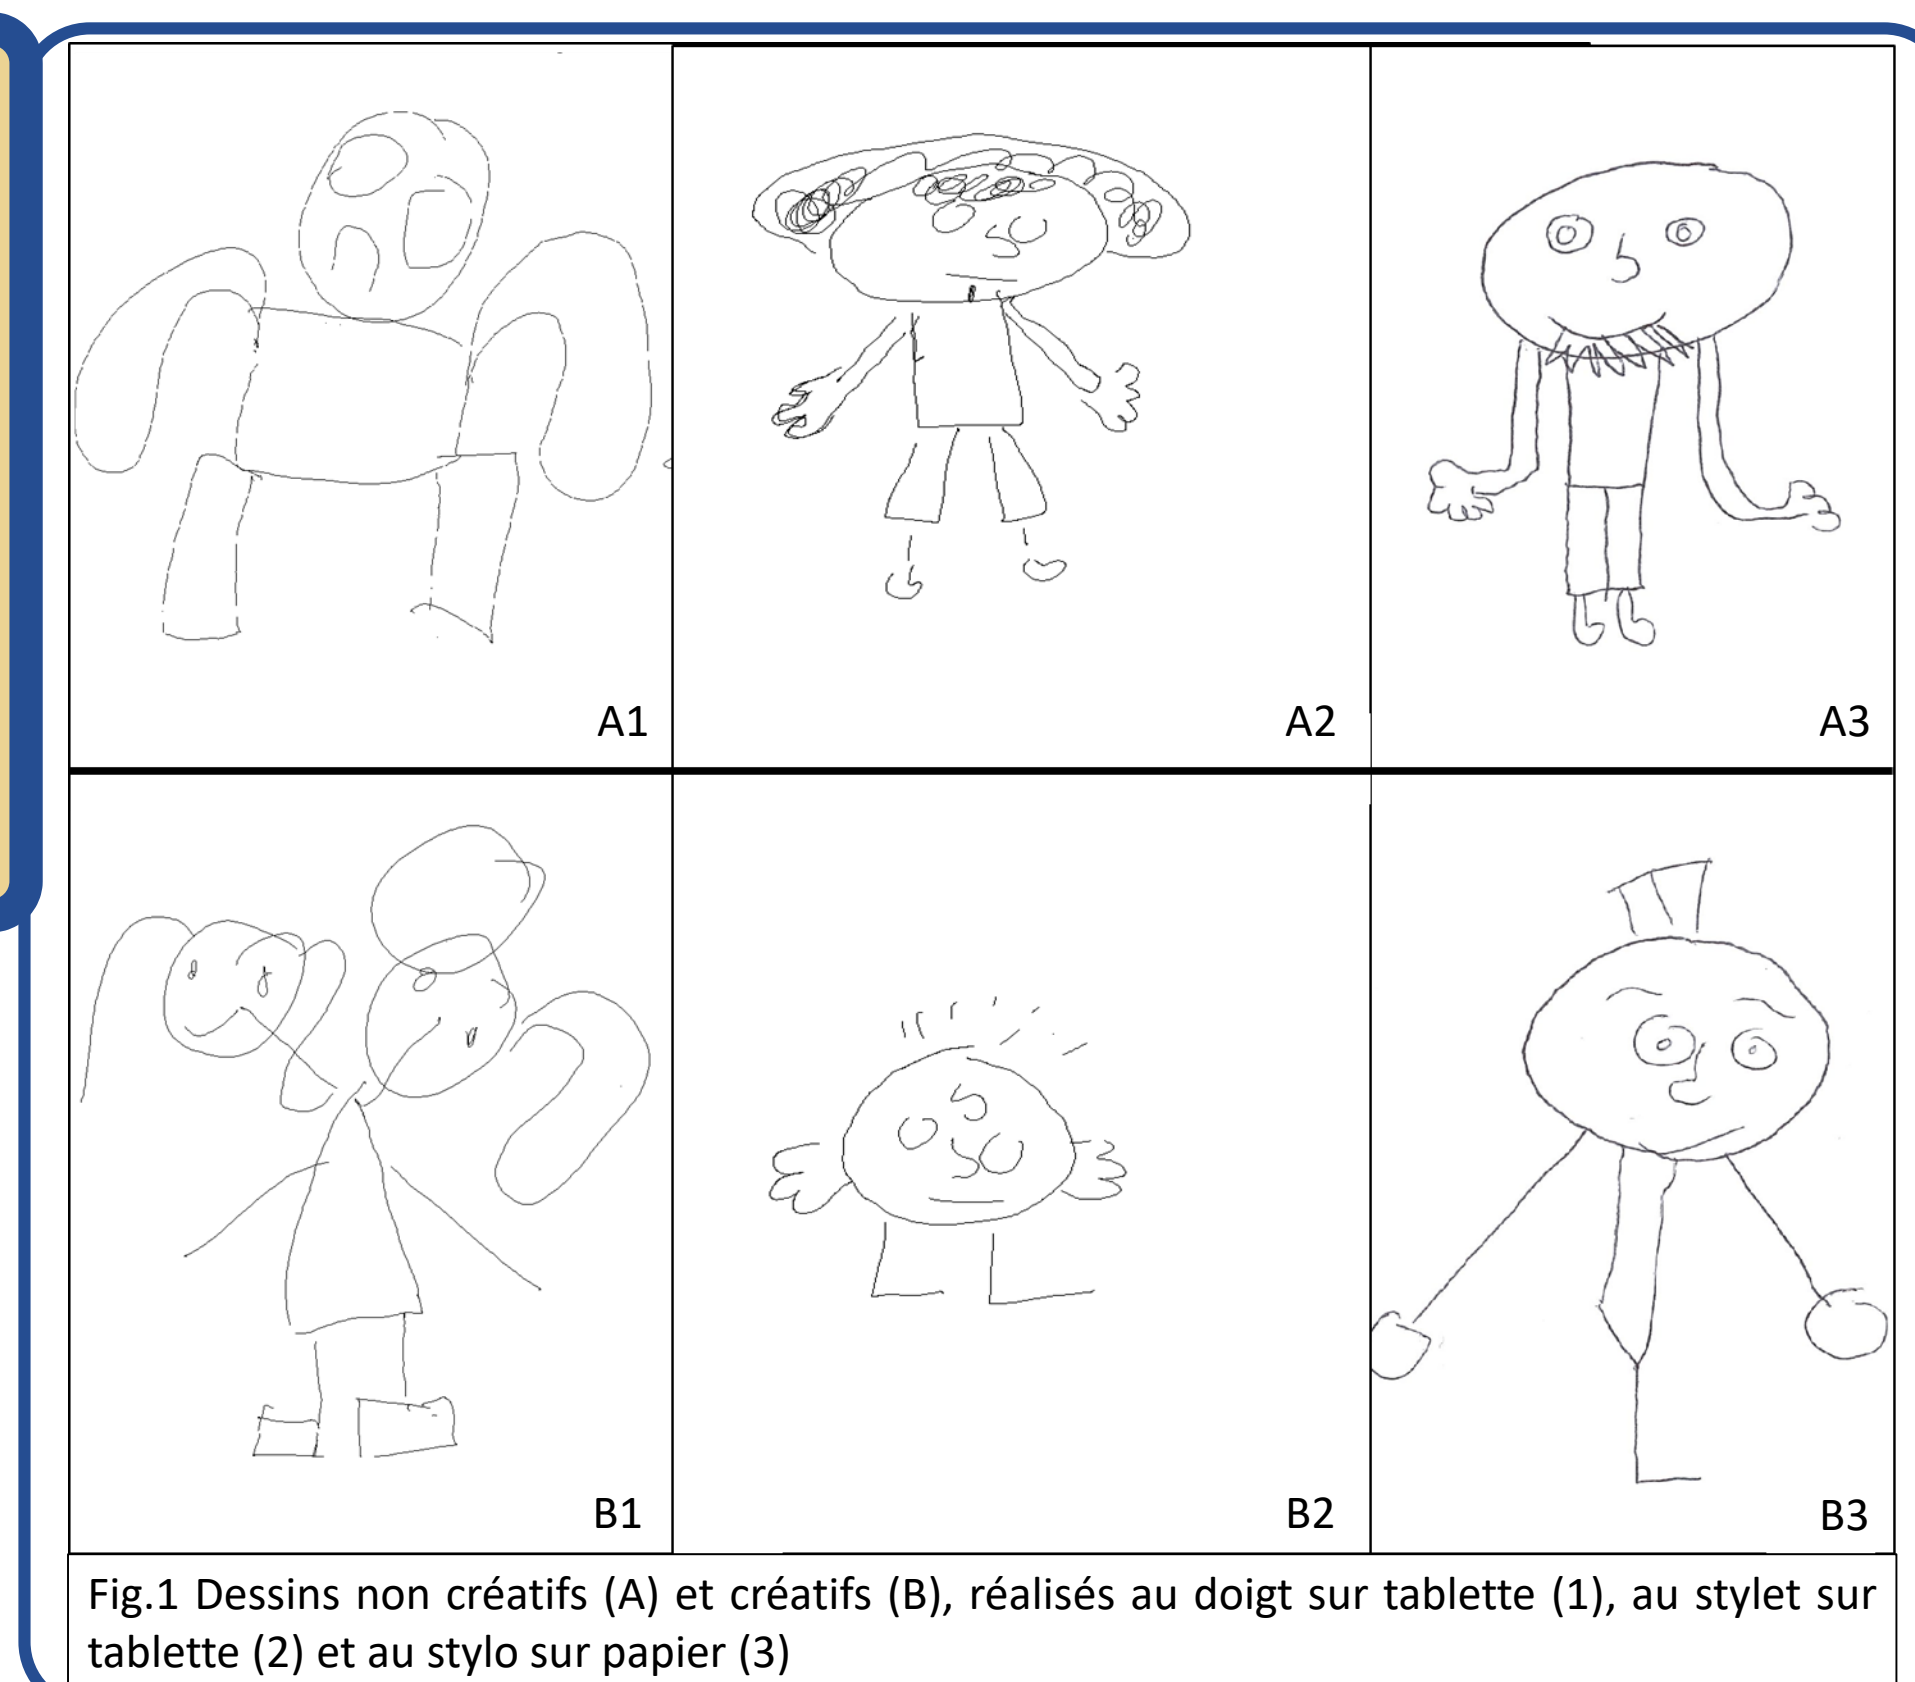 A1
A2
A3
B1
B2
B3
Fig.1 Dessins non créatifs (A) et créatifs (B), réalisés au doigt sur tablette (1), au stylet sur
tablette (2) et au stylo sur papier (3)